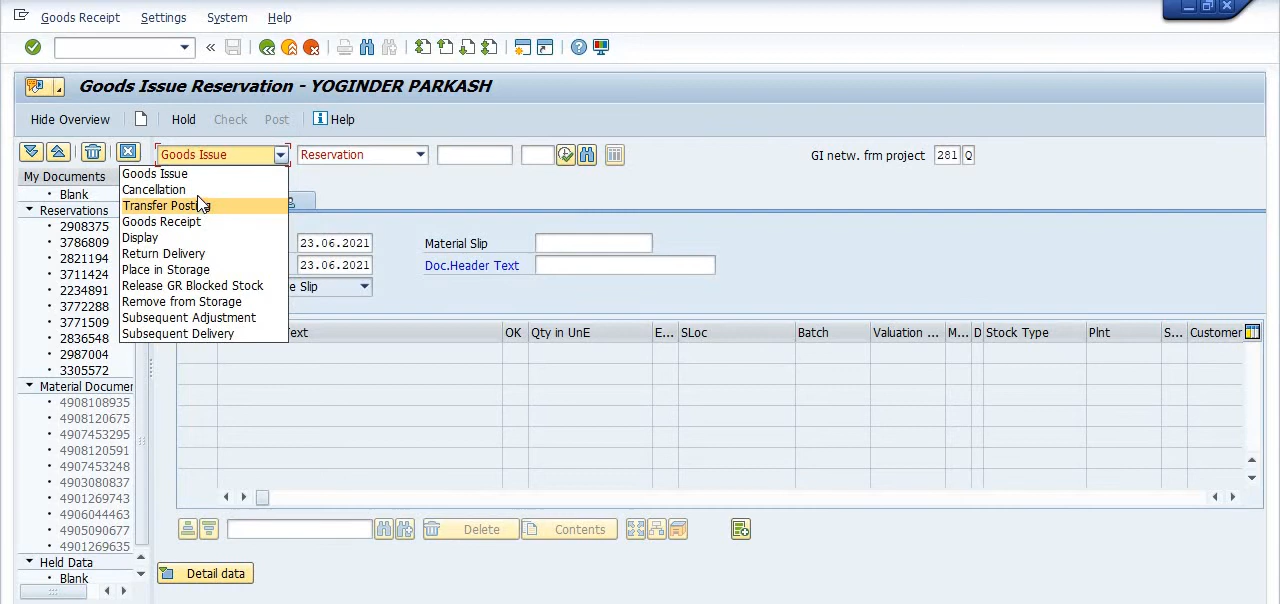 Goods Receipt Settings System Help
Goods Issue Reservation - YOGINDER PARKASH
Hide Overview Hold Check Post Help
Goods Issue Reservation GI netw. frm project 281 Q
My Documents
Blank
Reservations
2908375
3786809
2821194
3711424
2234891
3772288
3771509
2836548
2987004
3305572
Material Documen
4908108935
4908120675
4907453295
4908120591
4907453248
4903080837
4901269743
4906044463
4905090677
4901269635
Held Data
Blank
Goods Issue
Cancellation
Transfer Posting
Goods Receipt
Display
Return Delivery
Place in Storage
Release GR Blocked Stock
Remove from Storage
Subsequent Adjustment
Subsequent Delivery
23.06.2021 Material Slip
23.06.2021 Doc.Header Text
e Slip
ext OK Qty in UnE E... SLoc Batch Valuation ... M... D Stock Type Plnt S... Customer
Delete Contents
Detail data